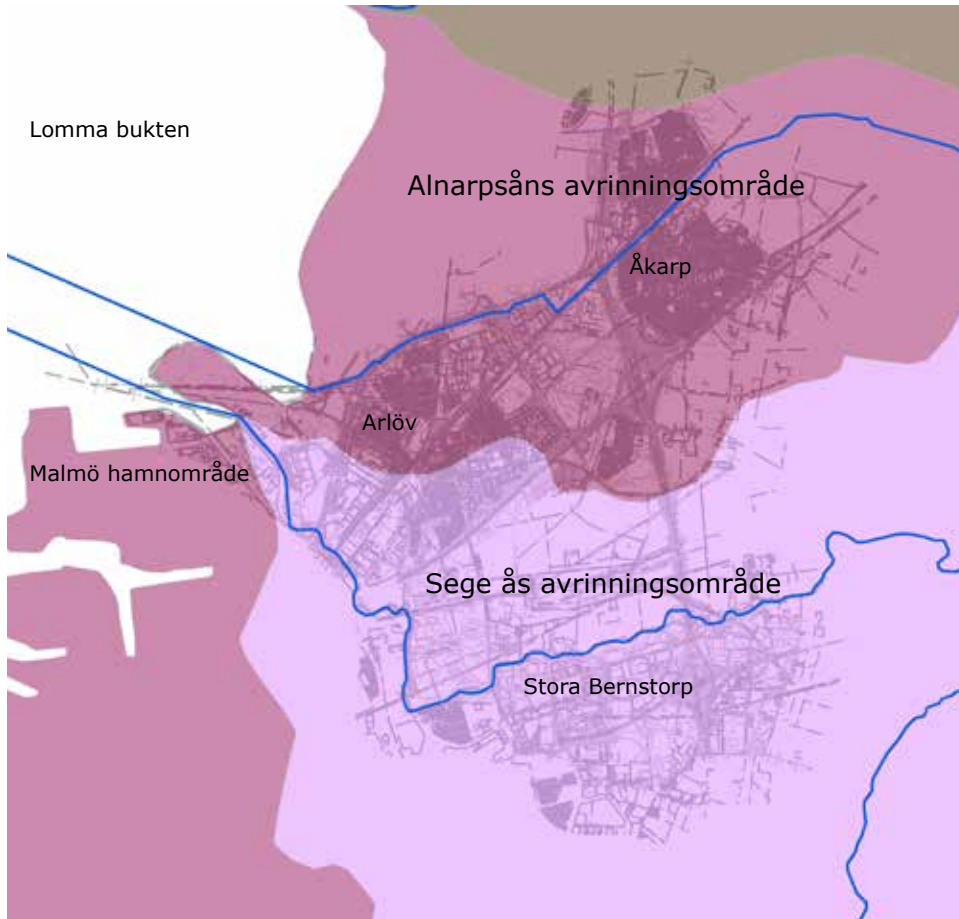 Lomma bukten
Alnarpsåns avrinningsområde
Åkarp
Arlöv
Malmö hamnområde
Sege ås avrinningsområde
Stora Bernstorp